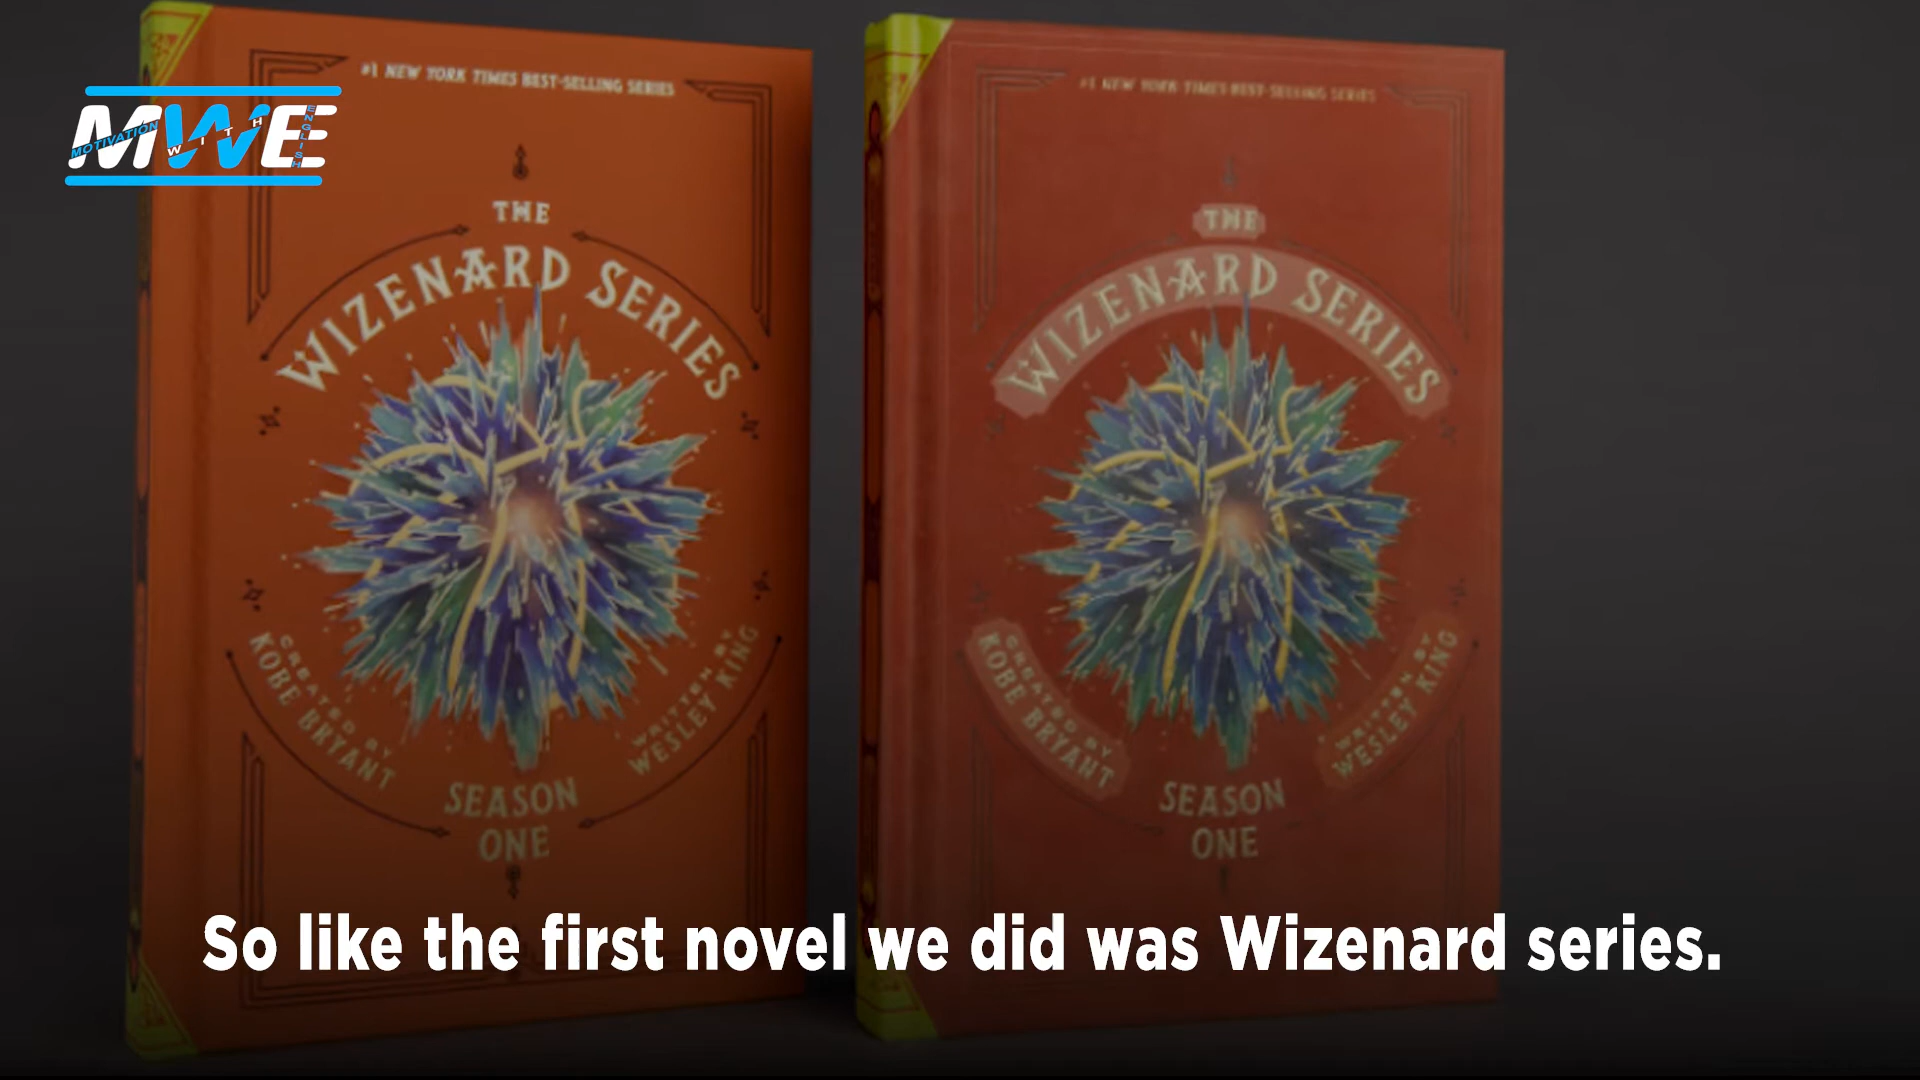 MWE
MOTIVATION
WITH
ENGLISH
#1 NEW YORK TIMES BEST-SELLING SERIES
THE
WIZENARD SERIES
CREATED BY
KOBE BRYANT
WRITTEN BY
WESLEY KING
SEASON
ONE
#1 NEW YORK TIMES BEST-SELLING SERIES
THE
WIZENARD SERIES
CREATED BY
KOBE BRYANT
WRITTEN BY
WESLEY KING
SEASON
ONE
So like the first novel we did was Wizenard series.